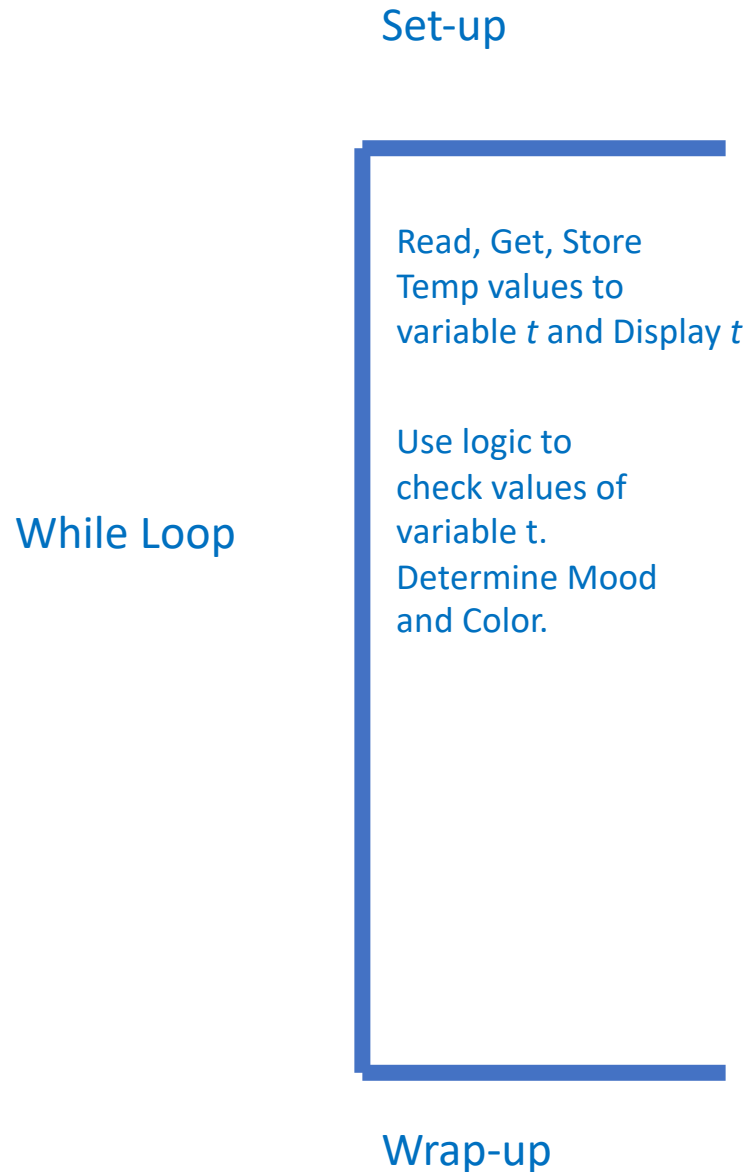 Set-up
Read, Get, Store
Temp values to
variable t and Display t
Use logic to
check values of
variable t.
Determine Mood
and Color.
While Loop
Wrap-up